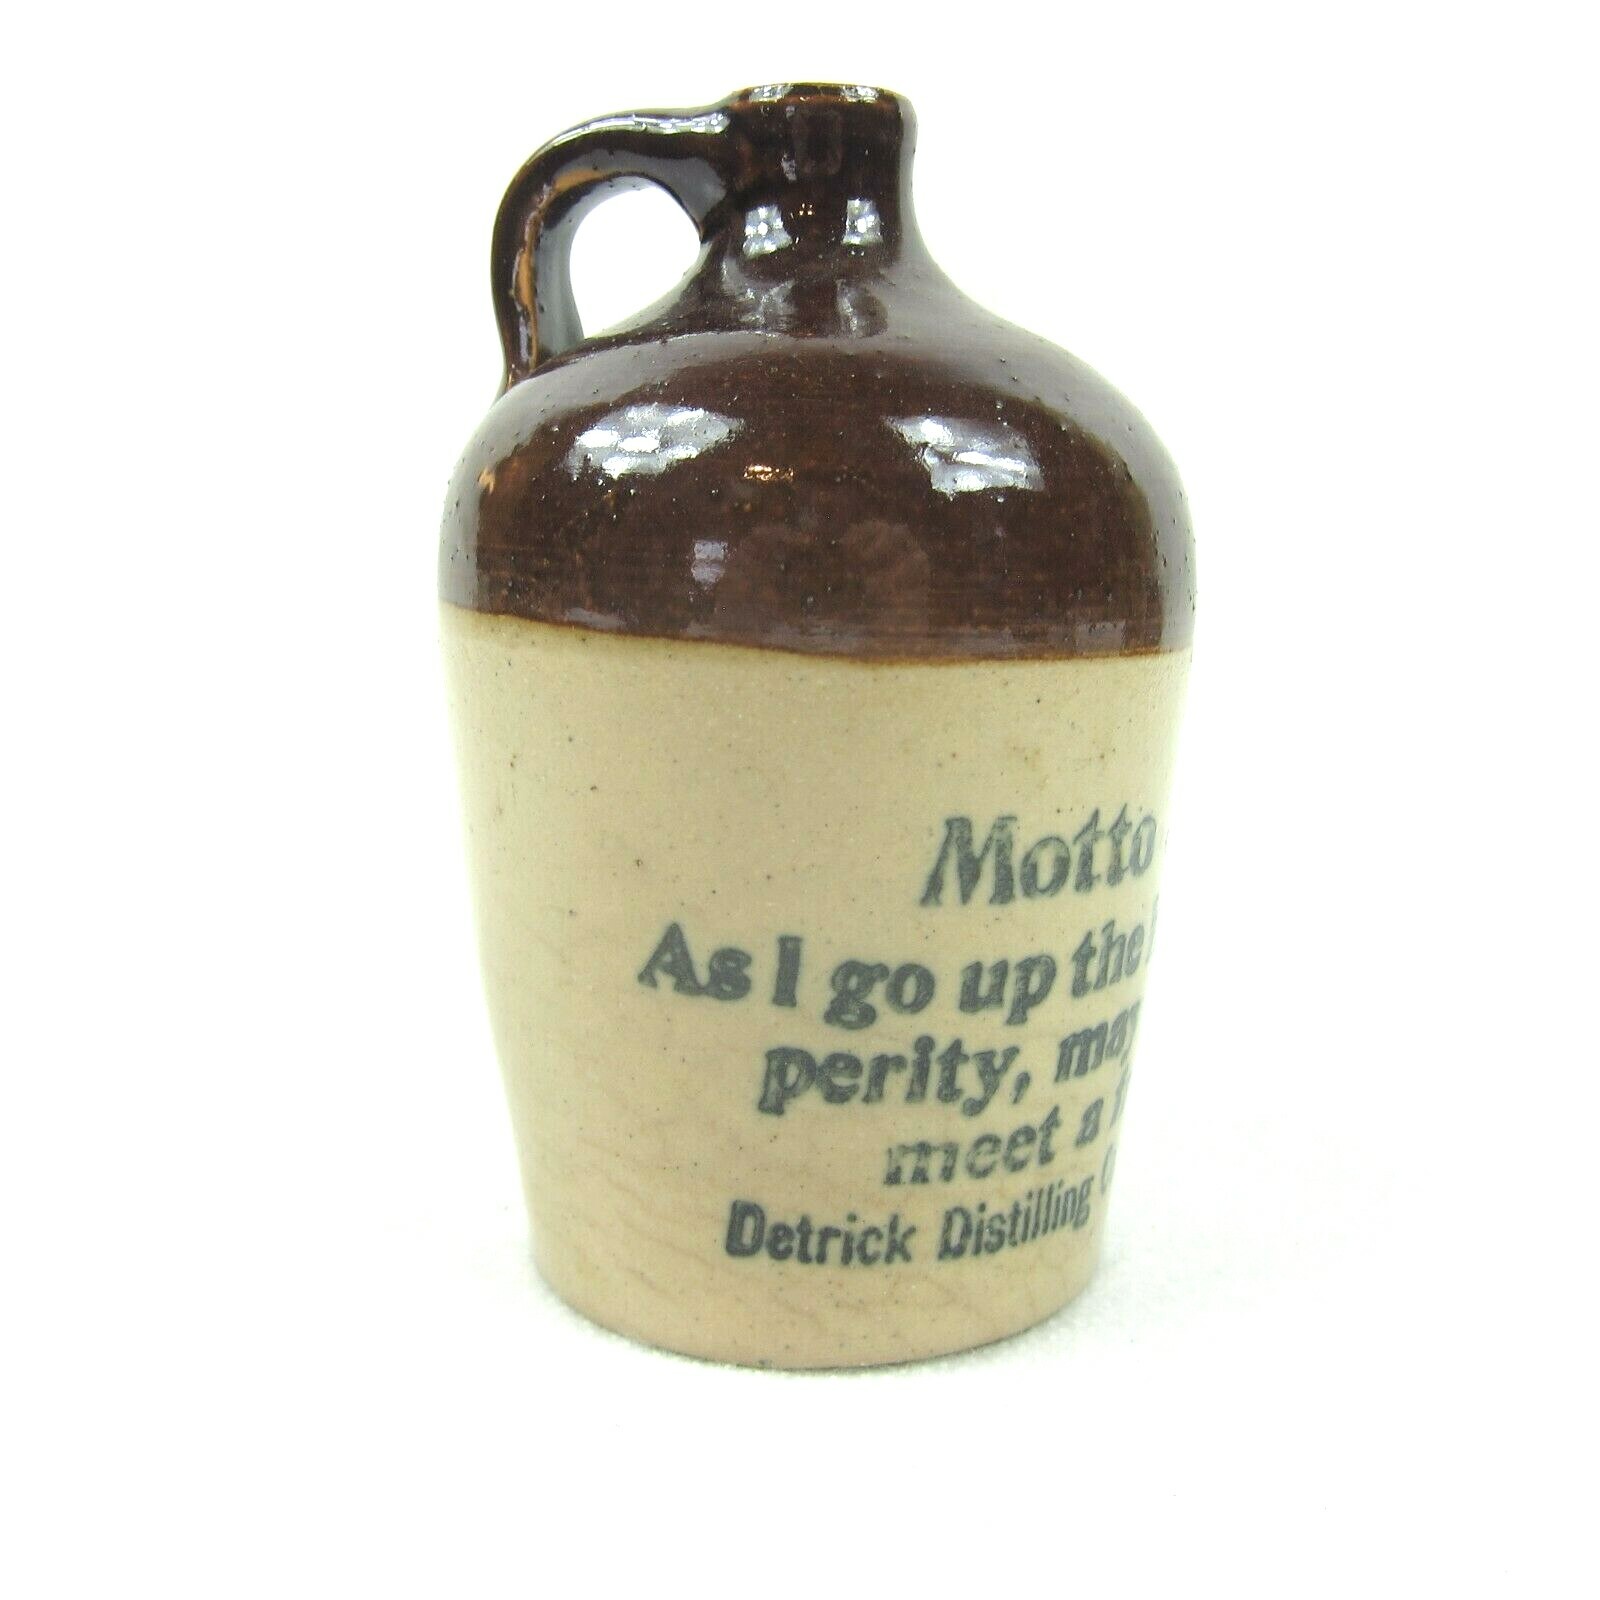 Motto
As I go up the
perity, may
meet a
Detrick Distilling